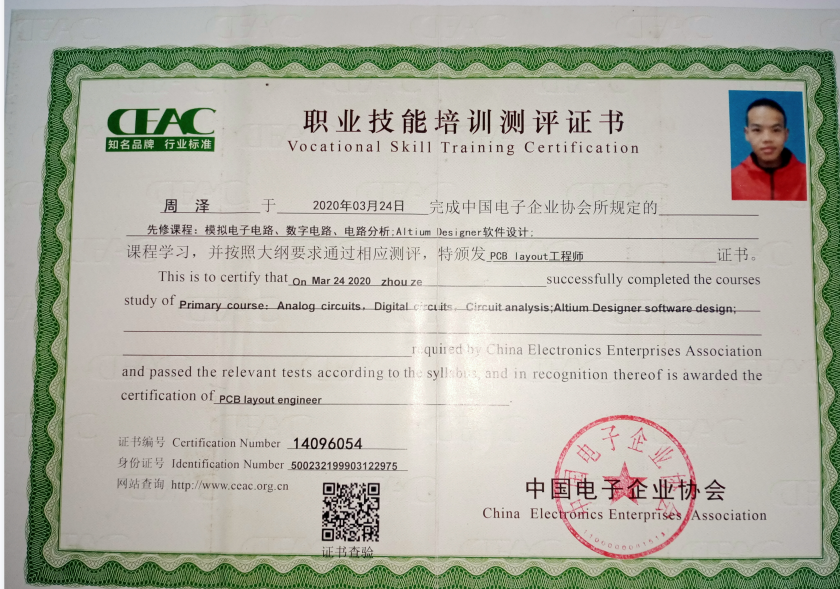 CEAC
知名品牌 行业标准
职业技能培训测评证书
Vocational Skill Training Certification
周 泽 于 2020年03月24日 完成中国电子企业协会所规定的
先修课程：模拟电子电路、数字电路、电路分析;Altium Designer软件设计;
课程学习，并按照大纲要求通过相应测评，特颁发 PCB layout工程师 证书。
This is to certify that On Mar 24 2020 zhou ze successfully completed the courses
study of Primary course: Analog circuits, Digital circuits, Circuit analysis;Altium Designer software design;
required by China Electronics Enterprises Association
and passed the relevant tests according to the syllabus, and in recognition thereof is awarded the
certification of PCB layout engineer
证书编号 Certification Number 14096054
身份证号 Identification Number 500232199903122975
网站查询 http://www.ceac.org.cn
证书查验
中国电子企业协会
中国电子企业协会
China Electronics Enterprises Association